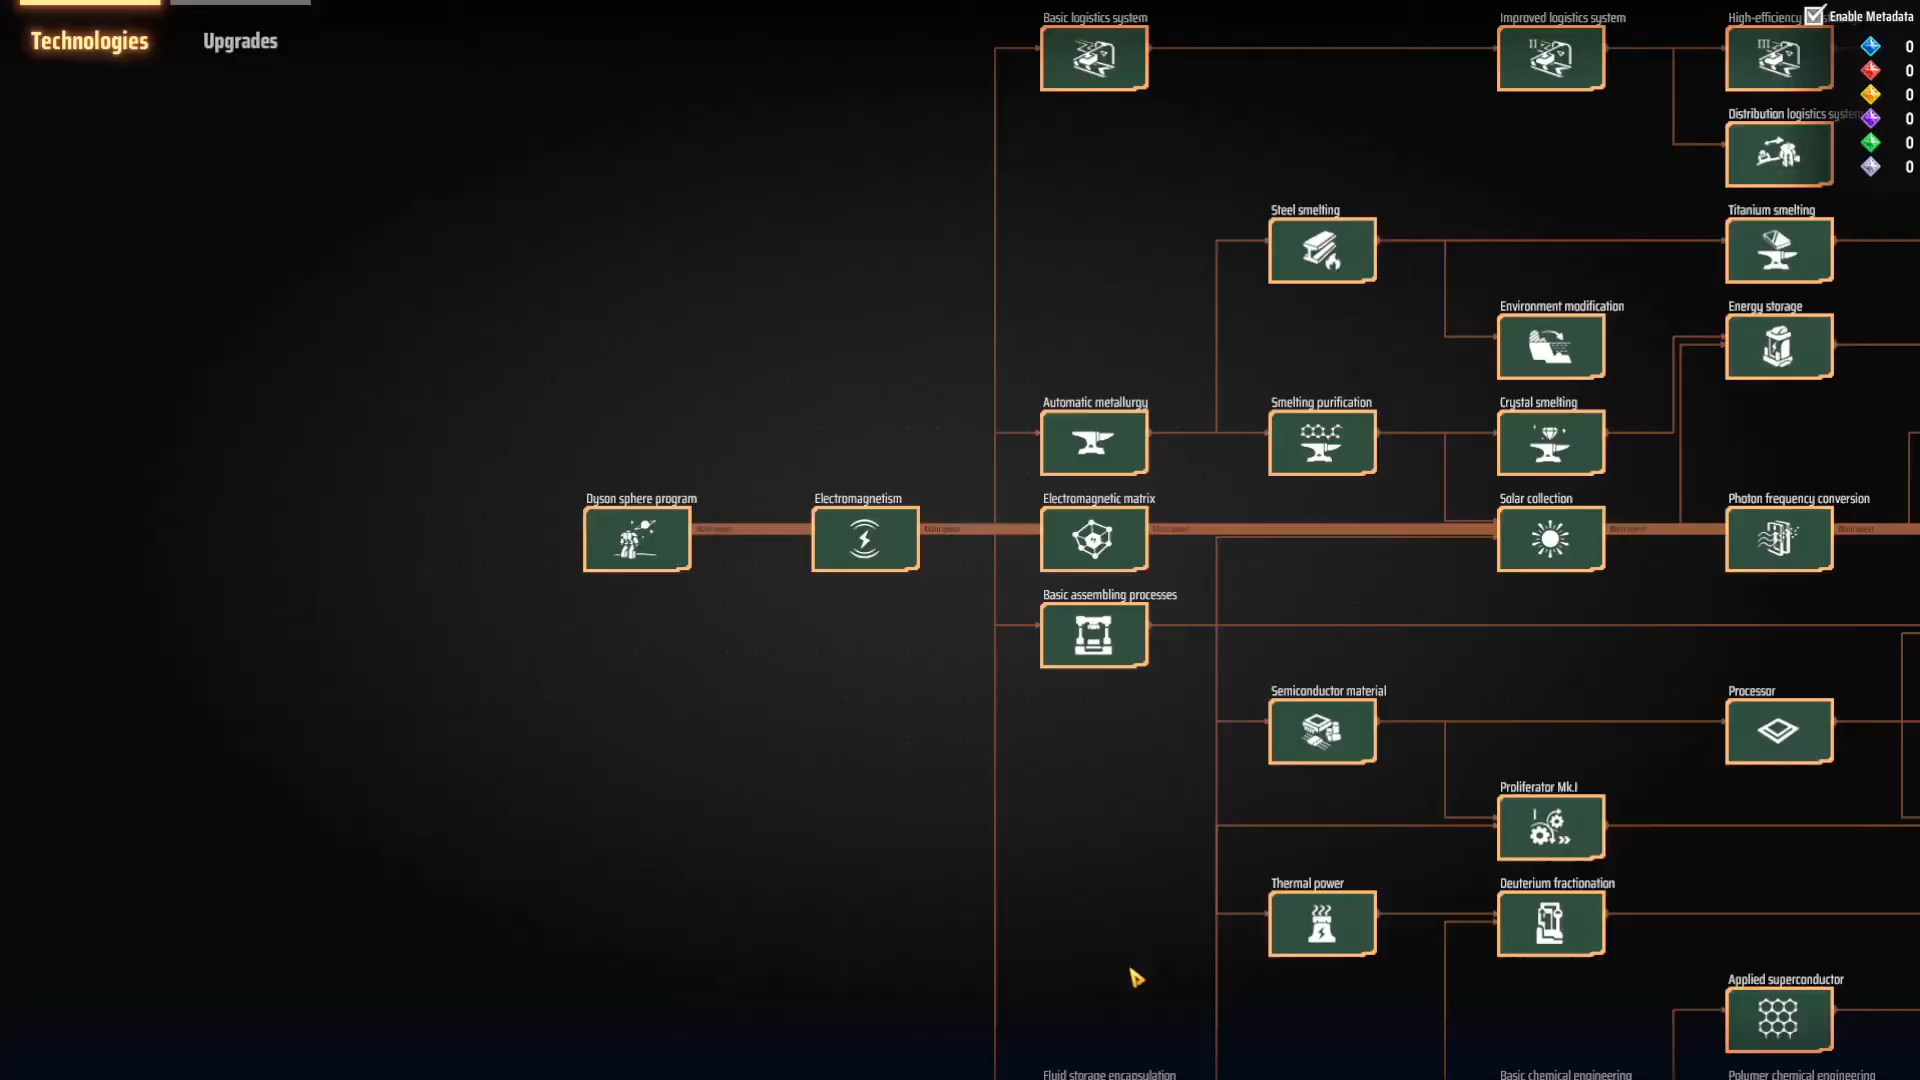 Technologies
Upgrades
Enable Metadata
0
0
0
0
0
0
Basic logistics system
Improved logistics system
High-efficiency
Distribution logistics system
Steel smelting
Titanium smelting
Environment modification
Energy storage
Automatic metallurgy
Smelting purification
Crystal smelting
Dyson sphere program
Electromagnetism
Electromagnetic matrix
Solar collection
Photon frequency conversion
Basic assembling processes
Semiconductor material
Processor
Proliferator Mk.I
Thermal power
Deuterium fractionation
Applied superconductor
Fluid storage encapsulation
Basic chemical engineering
Polymer chemical engineering